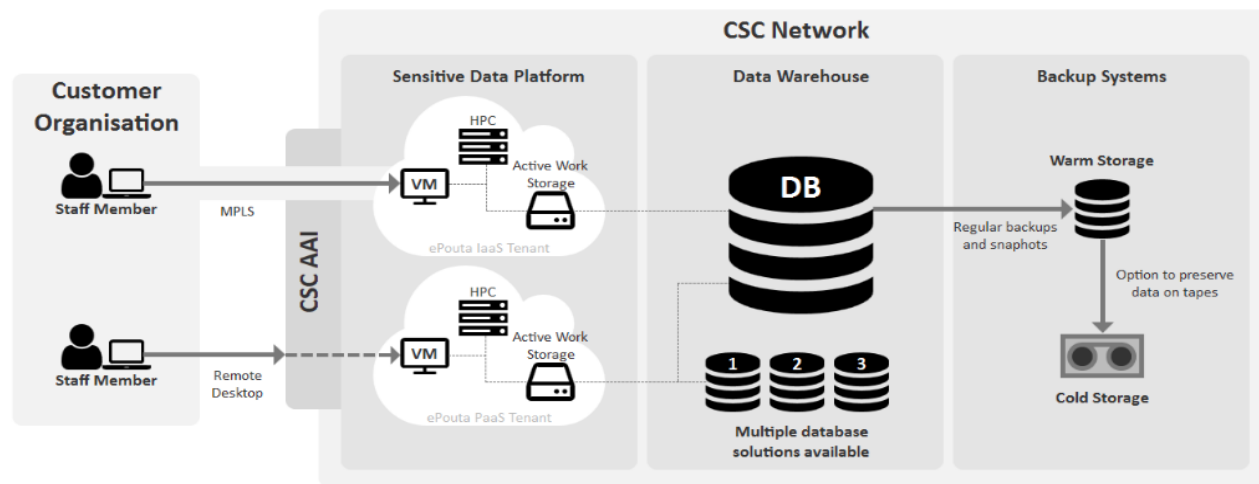 CSC Network
Customer
Organisation
Staff Member
MPLS
Staff Member
Remote
Desktop
CSC AAI
Sensitive Data Platform
HPC
VM
Active Work
Storage
ePouta IaaS Tenant
HPC
VM
Active Work
Storage
ePouta PaaS Tenant
Data Warehouse
DB
1 2 3
Multiple database
solutions available
Backup Systems
Warm Storage
Regular backups
and snaphots
Option to preserve
data on tapes
Cold Storage